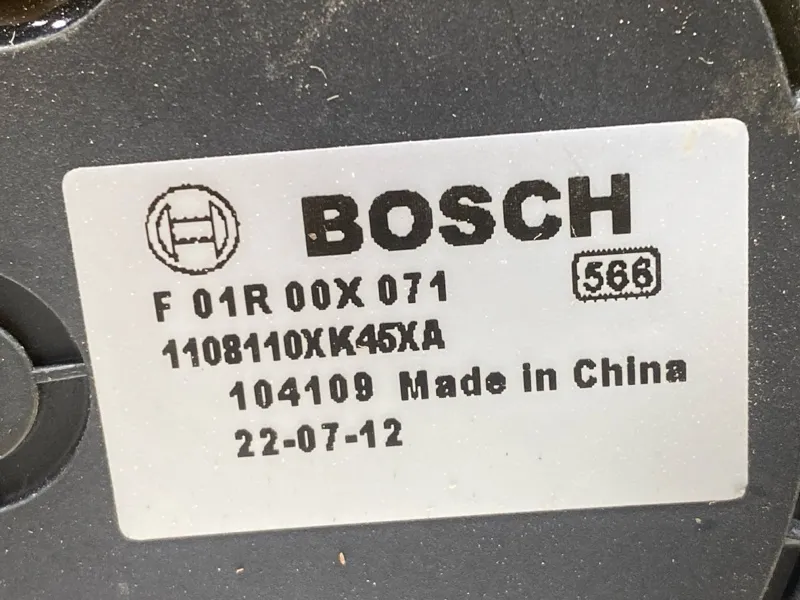 BOSCH
F 01R 00X 071
566
1108110XK45XA
104109 Made in China
22-07-12